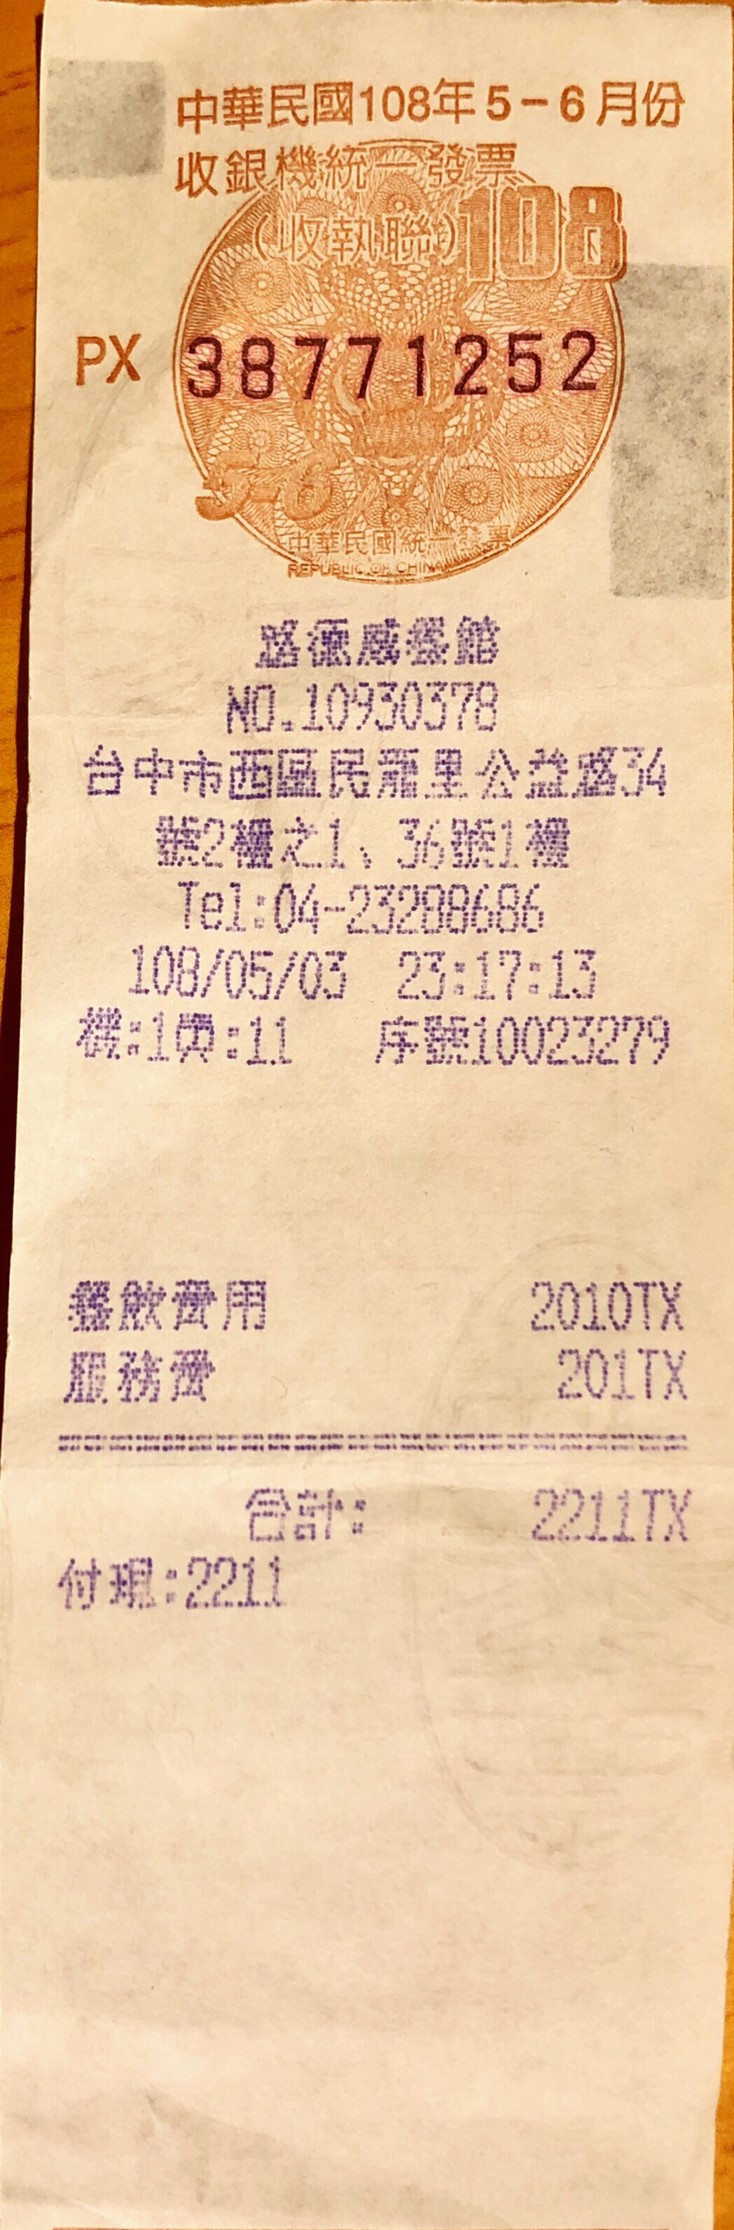 中華民國108年5-6月份
收銀機統一發票
(收執聯)
108
PX 38771252
5-6
中華民國統一發票
REPUBLIC OF CHINA
路德威餐館
NO.10930378
台中市西區民龍里公益路34
號2樓之1、36號1樓
Tel:04-23288686
108/05/03 23:17:13
機:1頁:11 序號10023279
餐飲費用 2010TX
服務費 201TX
合計: 2211TX
付現:2211